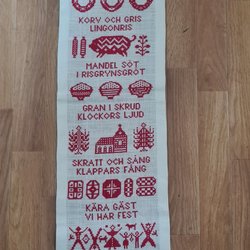 KORV OCH GRIS
LINGONRIS
MANDEL SÖT
I RISGRYNSGRÖT
GRAN I SKRUD
KLOCKORS LJUD
SKRATT OCH SÅNG
KLAPPARS FÅNG
KÄRA GÄST
VI HAR FEST